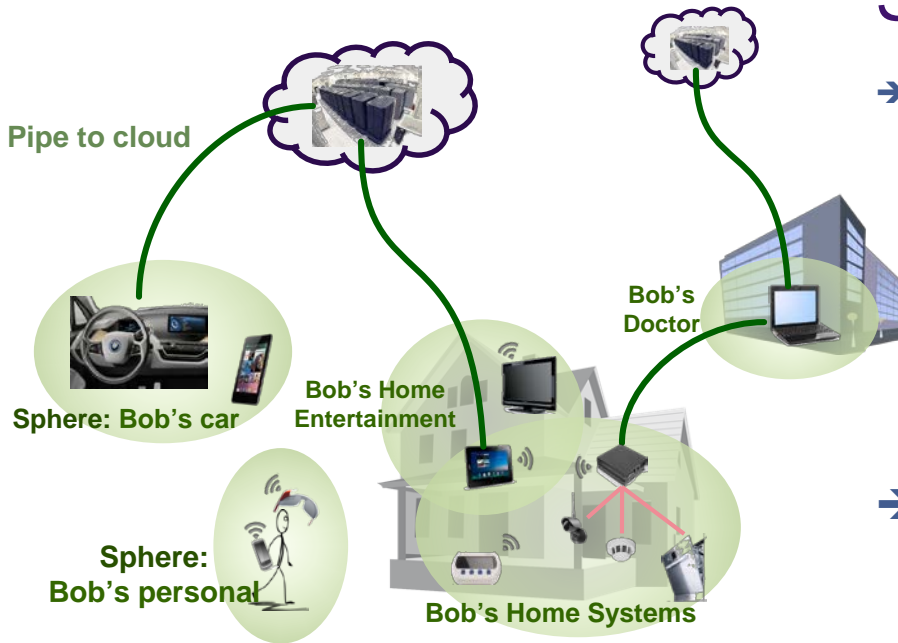 Pipe to cloud
Bob's
Doctor
Bob's Home
Entertainment
Sphere: Bob's car
Sphere:
Bob's personal
Bob's Home Systems